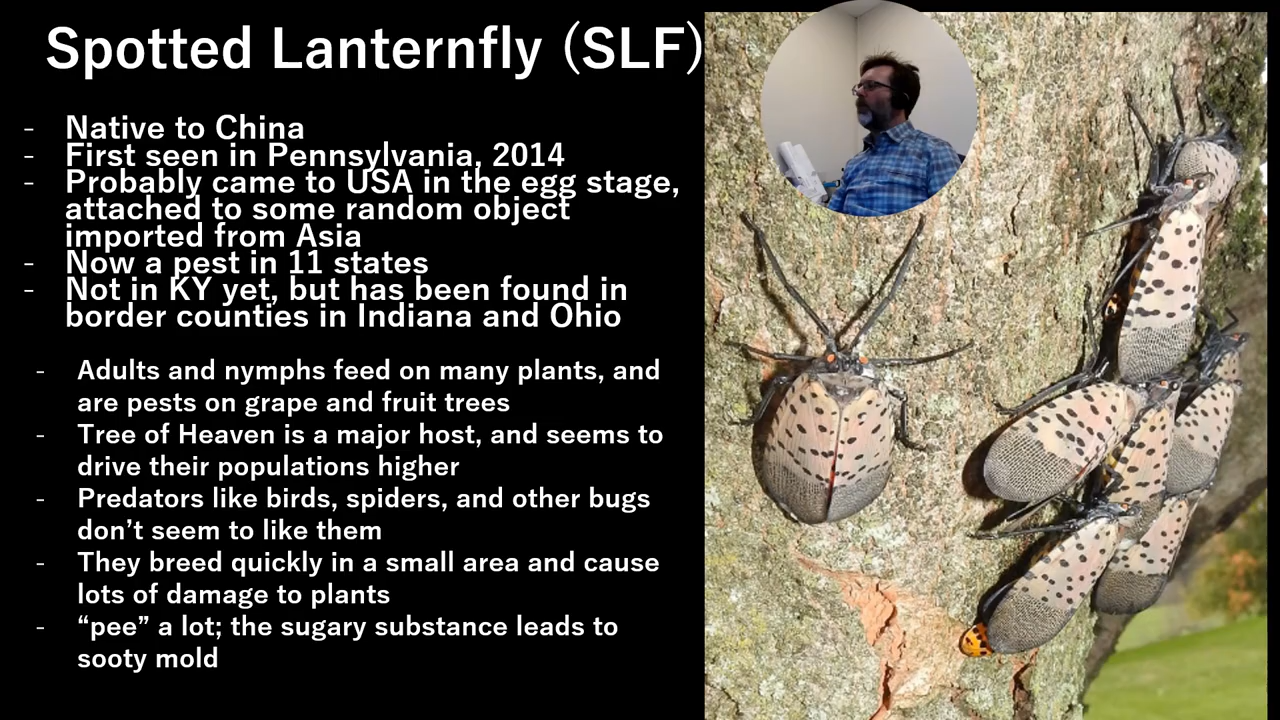 Spotted Lanternfly (SLF)
- Native to China
- First seen in Pennsylvania, 2014
- Probably came to USA in the egg stage,
attached to some random object
imported from Asia
- Now a pest in 11 states
- Not in KY yet, but has been found in
border counties in Indiana and Ohio
- Adults and nymphs feed on many plants, and
are pests on grape and fruit trees
- Tree of Heaven is a major host, and seems to
drive their populations higher
- Predators like birds, spiders, and other bugs
don’t seem to like them
- They breed quickly in a small area and cause
lots of damage to plants
- “pee” a lot; the sugary substance leads to
sooty mold